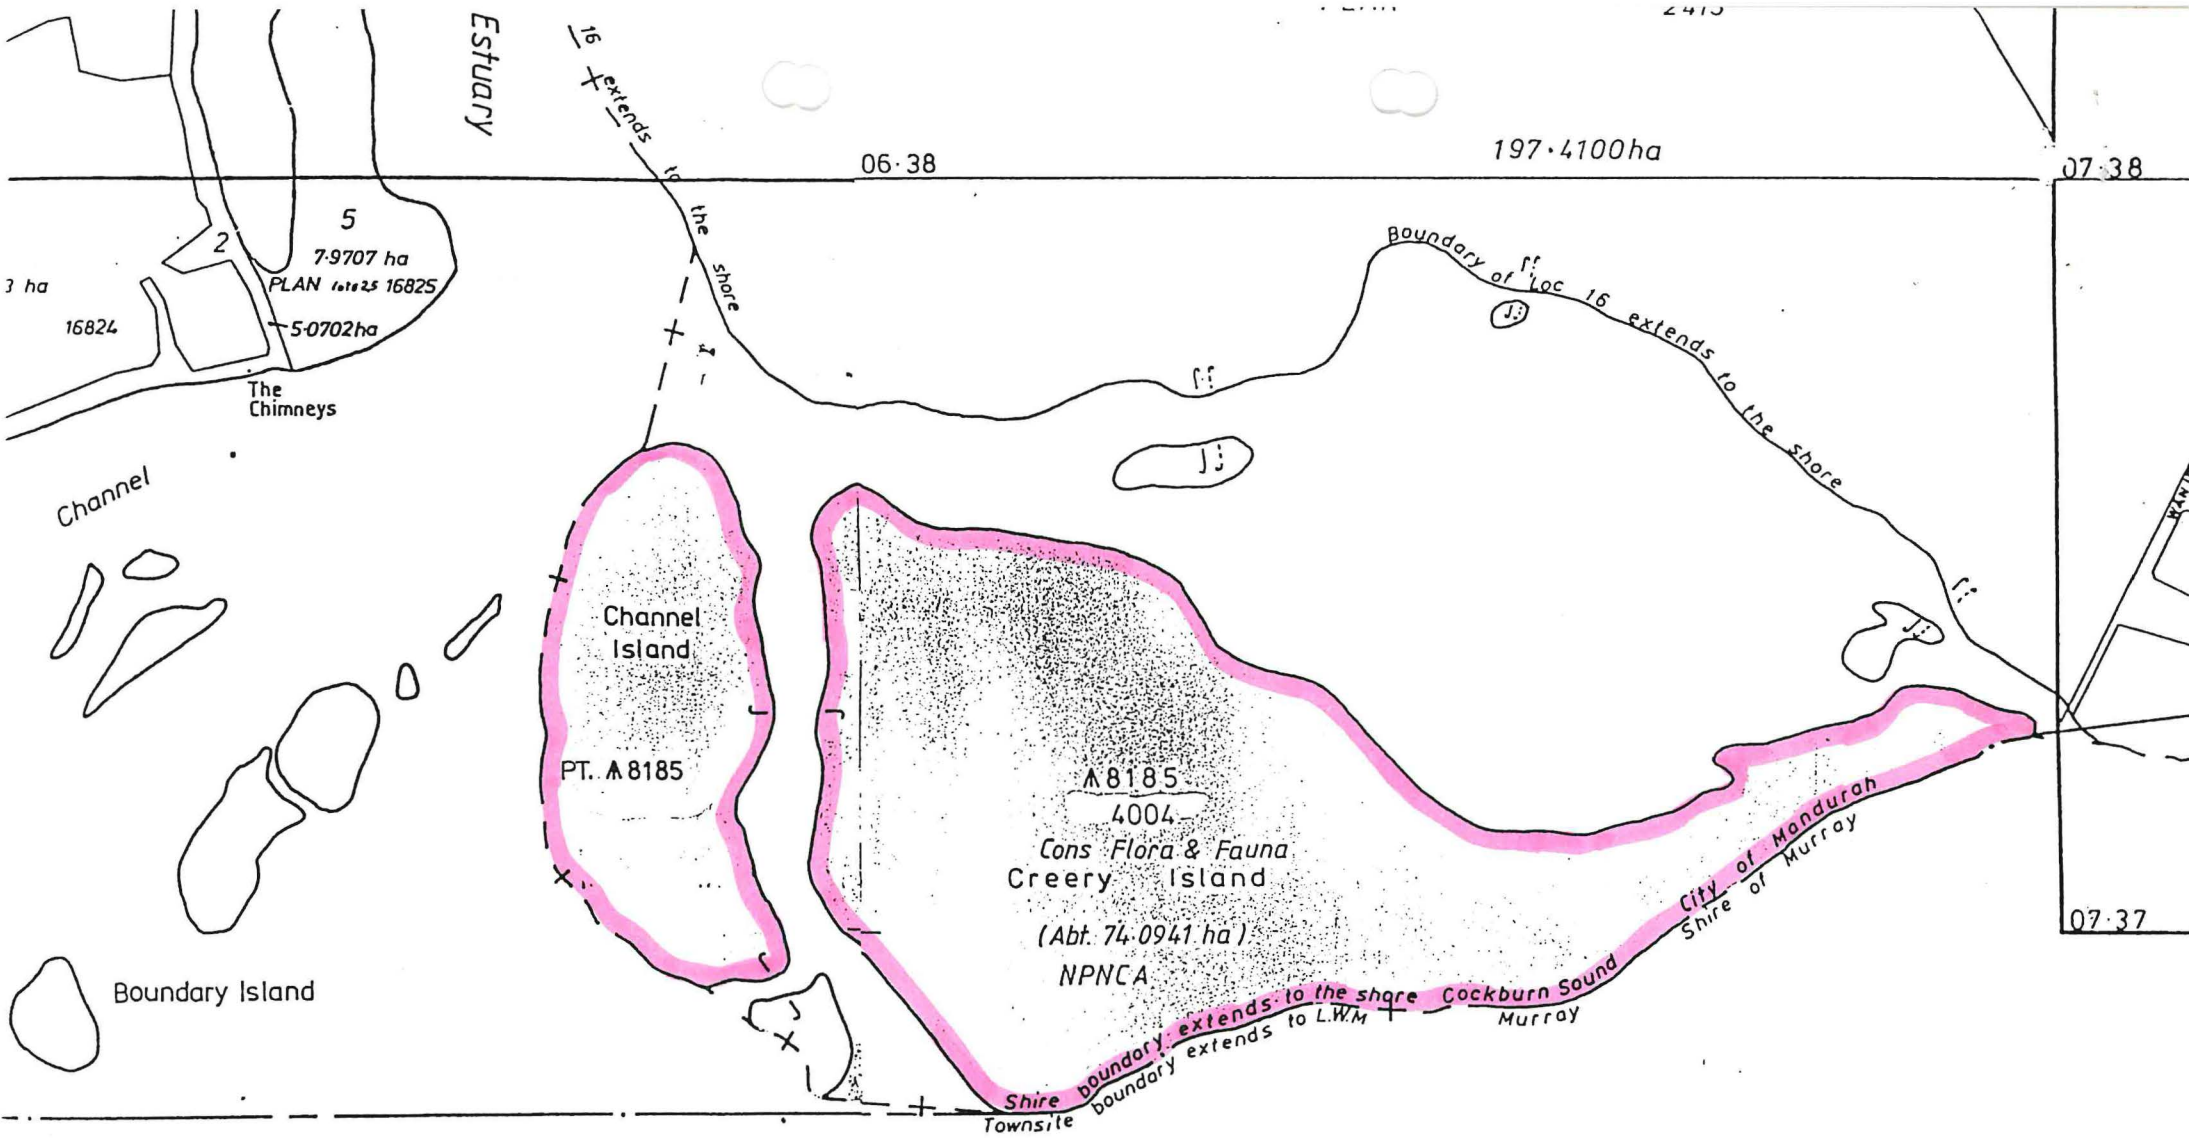 Estuary
16
extends to the shore
06·38
197·4100ha
07·38
5
2
7·9707 ha
PLAN 16825
3 ha
16824
5·0702ha
The
Chimneys
Boundary of Loc 16 extends to the shore
Channel
Channel
Island
PT. 8185
8185
4004
Cons Flora & Fauna
Creery Island
(Abt. 74·0941 ha)
NPNCA
City of Mandurah
Shire of Murray
07·37
Boundary Island
Shire boundary extends to the shore
Townsite boundary extends to L.W.M
Cockburn Sound
Murray